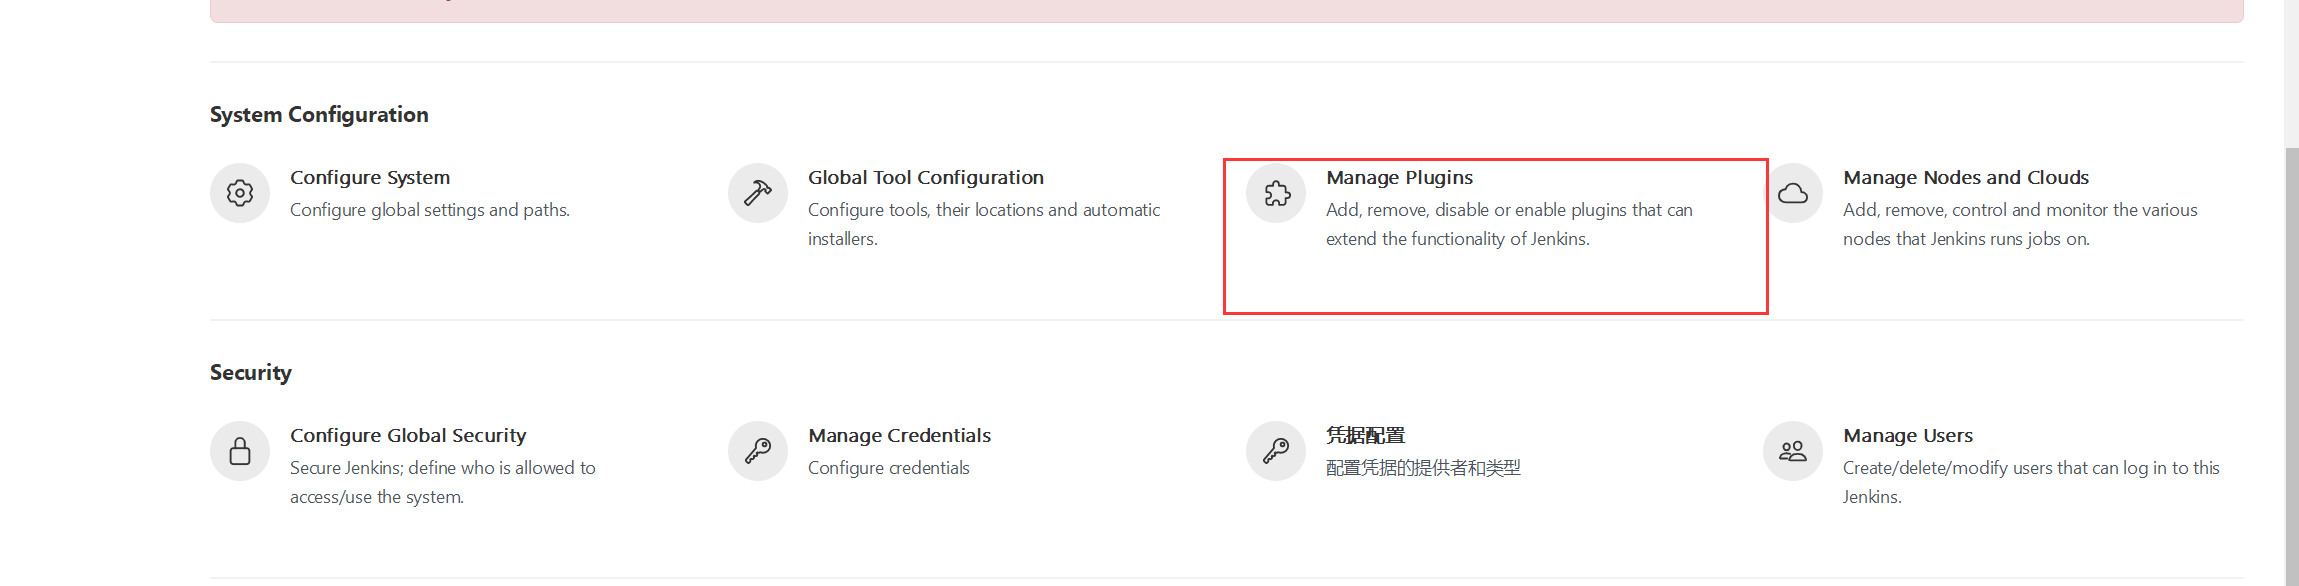 System Configuration
Configure System
Configure global settings and paths.
Global Tool Configuration
Configure tools, their locations and automatic
installers.
Manage Plugins
Add, remove, disable or enable plugins that can
extend the functionality of Jenkins.
Manage Nodes and Clouds
Add, remove, control and monitor the various
nodes that Jenkins runs jobs on.
Security
Configure Global Security
Secure Jenkins; define who is allowed to
access/use the system.
Manage Credentials
Configure credentials
凭据配置
配置凭据的提供者和类型
Manage Users
Create/delete/modify users that can log in to this
Jenkins.